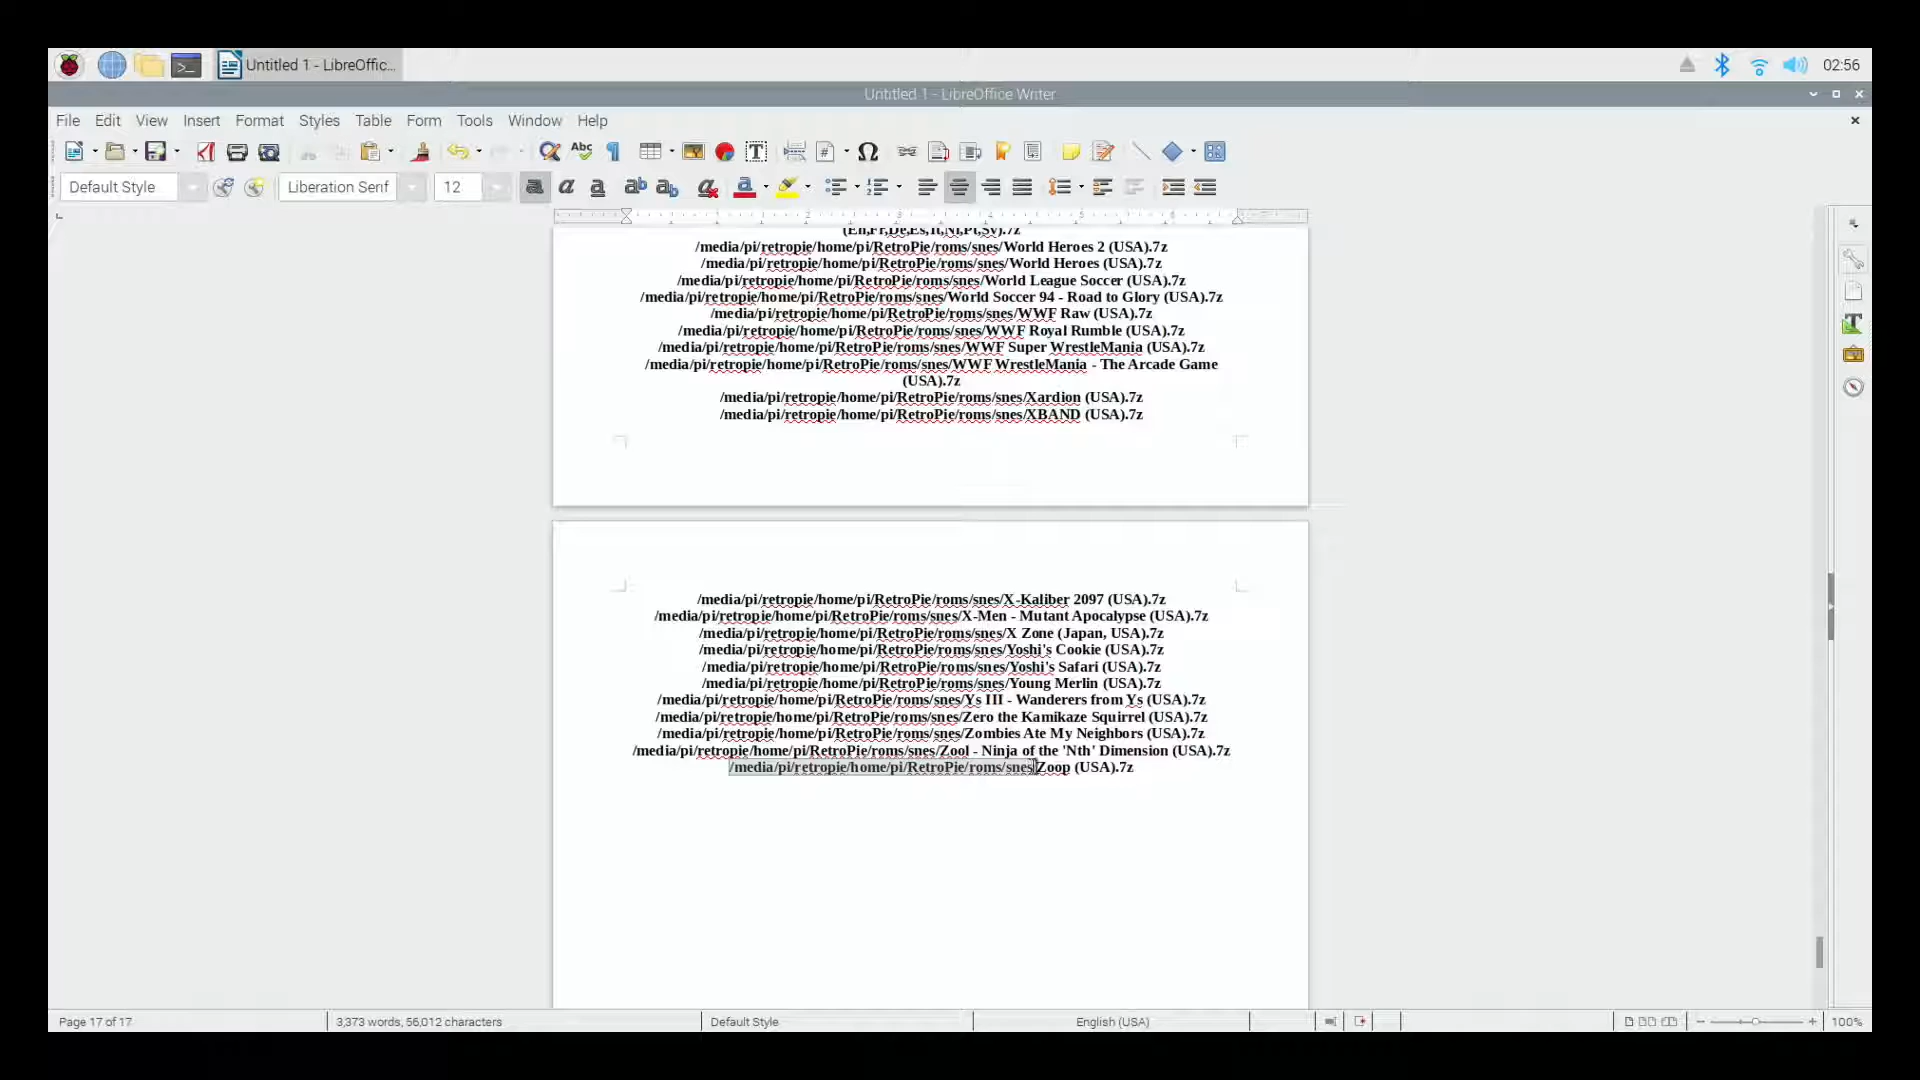 Untitled 1 - LibreOffic...
02:56
Untitled 1 - LibreOffice Writer
File Edit View Insert Format Styles Table Form Tools Window Help
Default Style Liberation Serif 12
(En,Fr,De,Es,It,Nl,Pt,Sv).7z
/media/pi/retropie/home/pi/RetroPie/roms/snes/World Heroes 2 (USA).7z
/media/pi/retropie/home/pi/RetroPie/roms/snes/World Heroes (USA).7z
/media/pi/retropie/home/pi/RetroPie/roms/snes/World League Soccer (USA).7z
/media/pi/retropie/home/pi/RetroPie/roms/snes/World Soccer 94 - Road to Glory (USA).7z
/media/pi/retropie/home/pi/RetroPie/roms/snes/WWF Raw (USA).7z
/media/pi/retropie/home/pi/RetroPie/roms/snes/WWF Royal Rumble (USA).7z
/media/pi/retropie/home/pi/RetroPie/roms/snes/WWF Super WrestleMania (USA).7z
/media/pi/retropie/home/pi/RetroPie/roms/snes/WWF WrestleMania - The Arcade Game
(USA).7z
/media/pi/retropie/home/pi/RetroPie/roms/snes/Xardion (USA).7z
/media/pi/retropie/home/pi/RetroPie/roms/snes/XBAND (USA).7z
/media/pi/retropie/home/pi/RetroPie/roms/snes/X-Kaliber 2097 (USA).7z
/media/pi/retropie/home/pi/RetroPie/roms/snes/X-Men - Mutant Apocalypse (USA).7z
/media/pi/retropie/home/pi/RetroPie/roms/snes/X Zone (Japan, USA).7z
/media/pi/retropie/home/pi/RetroPie/roms/snes/Yoshi's Cookie (USA).7z
/media/pi/retropie/home/pi/RetroPie/roms/snes/Yoshi's Safari (USA).7z
/media/pi/retropie/home/pi/RetroPie/roms/snes/Young Merlin (USA).7z
/media/pi/retropie/home/pi/RetroPie/roms/snes/Ys III - Wanderers from Ys (USA).7z
/media/pi/retropie/home/pi/RetroPie/roms/snes/Zero the Kamikaze Squirrel (USA).7z
/media/pi/retropie/home/pi/RetroPie/roms/snes/Zombies Ate My Neighbors (USA).7z
/media/pi/retropie/home/pi/RetroPie/roms/snes/Zool - Ninja of the 'Nth' Dimension (USA).7z
/media/pi/retropie/home/pi/RetroPie/roms/snes/Zoop (USA).7z
Page 17 of 17 3,373 words, 56,012 characters Default Style English (USA) 100%